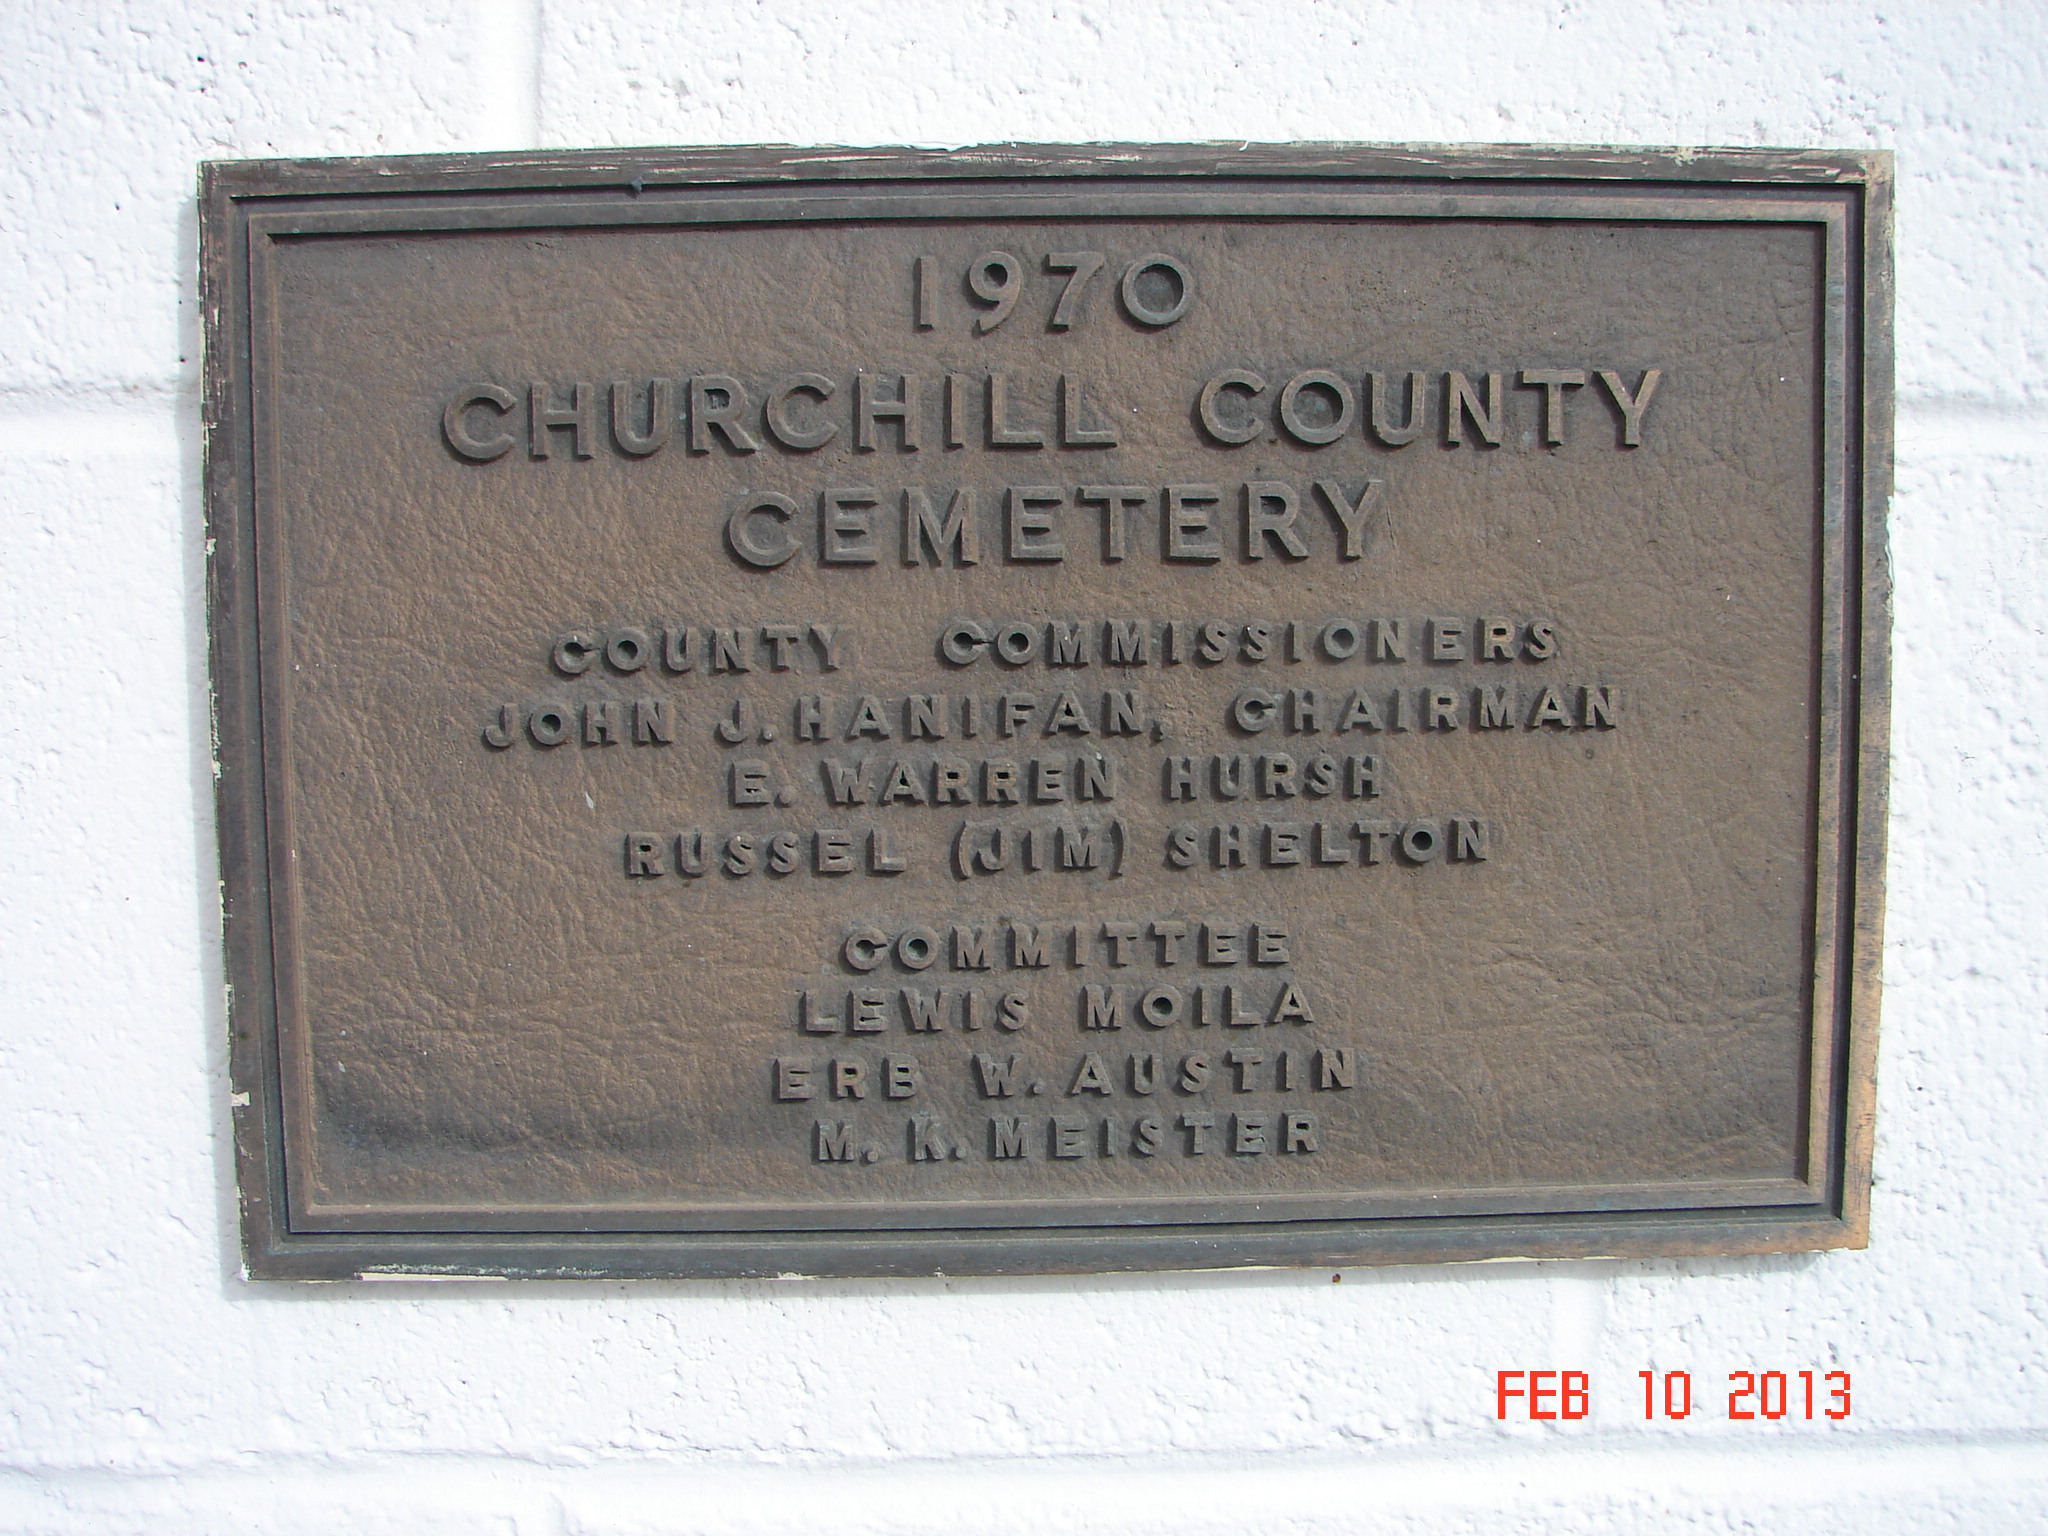 1970
CHURCHILL COUNTY
CEMETERY
COUNTY COMMISSIONERS
JOHN J. HANIFAN, CHAIRMAN
E. WARREN HURSH
RUSSEL (JIM) SHELTON
COMMITTEE
LEWIS MOILA
ERB W. AUSTIN
M. K. MEISTER
FEB 10 2013